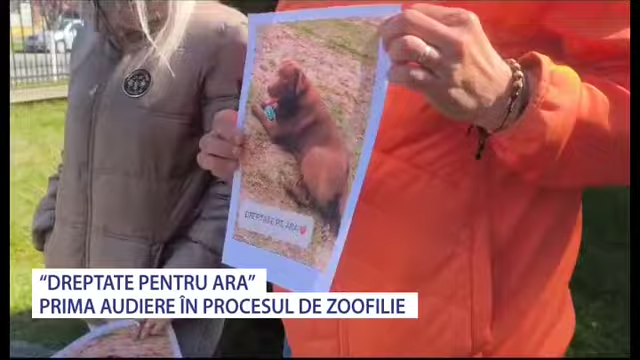 DREPTATE PT. ARA!
“DREPTATE PENTRU ARA”
PRIMA AUDIERE ÎN PROCESUL DE ZOOFILIE